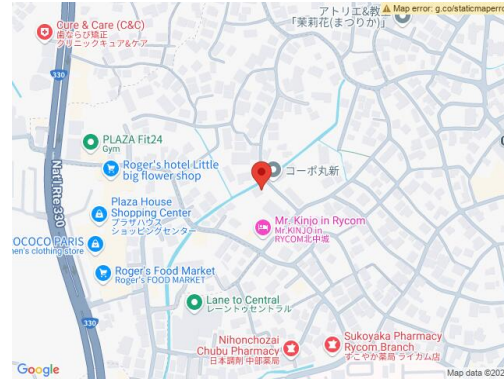 アトリエ&教
「茉莉花(まつりか)」
Map error: g.co/staticmaperro
Cure & Care (C&C)
歯ならび矯正
クリニックキュア&ケア
330
PLAZA Fit24
Gym
Nat'l Rte 330
Roger's hotel Little
big flower shop
コーポ丸新
Plaza House
Shopping Center
プラザハウス
ショッピングセンター
Mr. Kinjo in Rycom
Mr.KINJO in
RYCOM北中城
OCOCO PARIS
en's clothing store
Roger's Food Market
Roger's FOOD MARKET
Lane to Central
レーントゥセントラル
330
Nihonchozai
Chubu Pharmacy
日本調剤 中部薬局
Sukoyaka Pharmacy
Rycom Branch
すこやか薬局 ライカム店
Google
Map data ©202